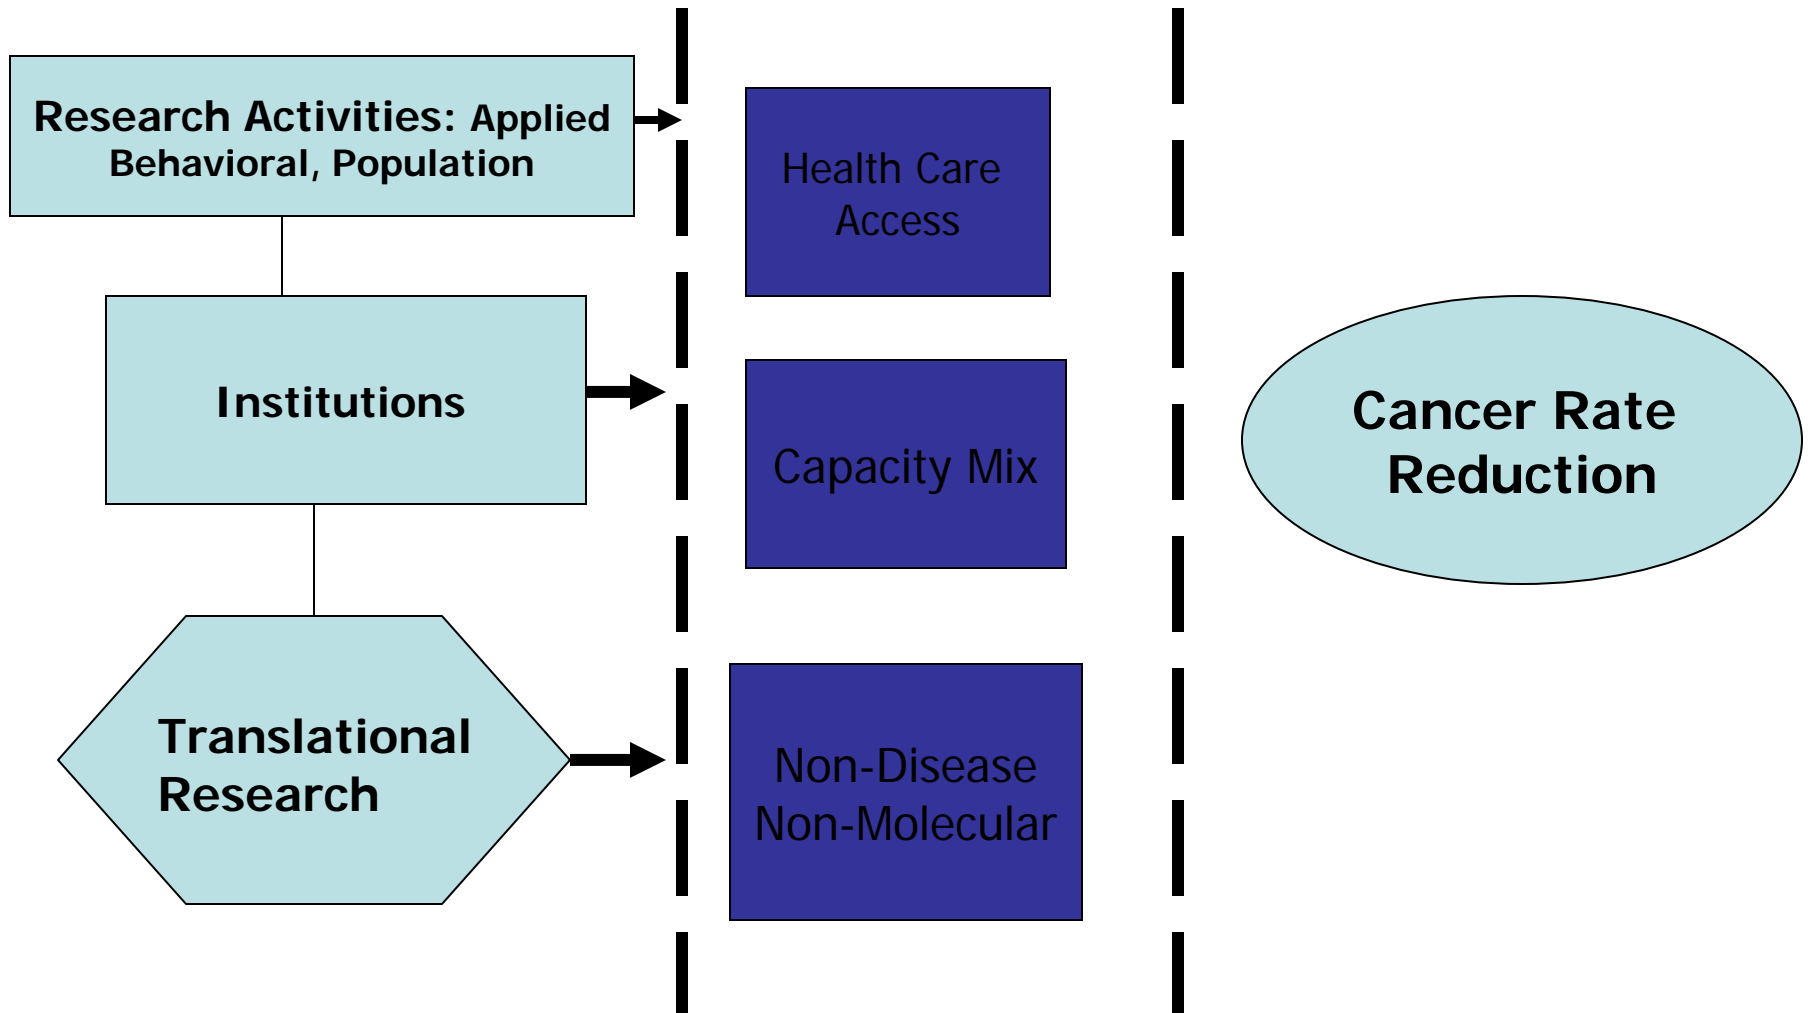 Research Activities: Applied
Behavioral, Population
Health Care
Access
Institutions
Capacity Mix
Cancer Rate
Reduction
Translational
Research
Non-Disease
Non-Molecular